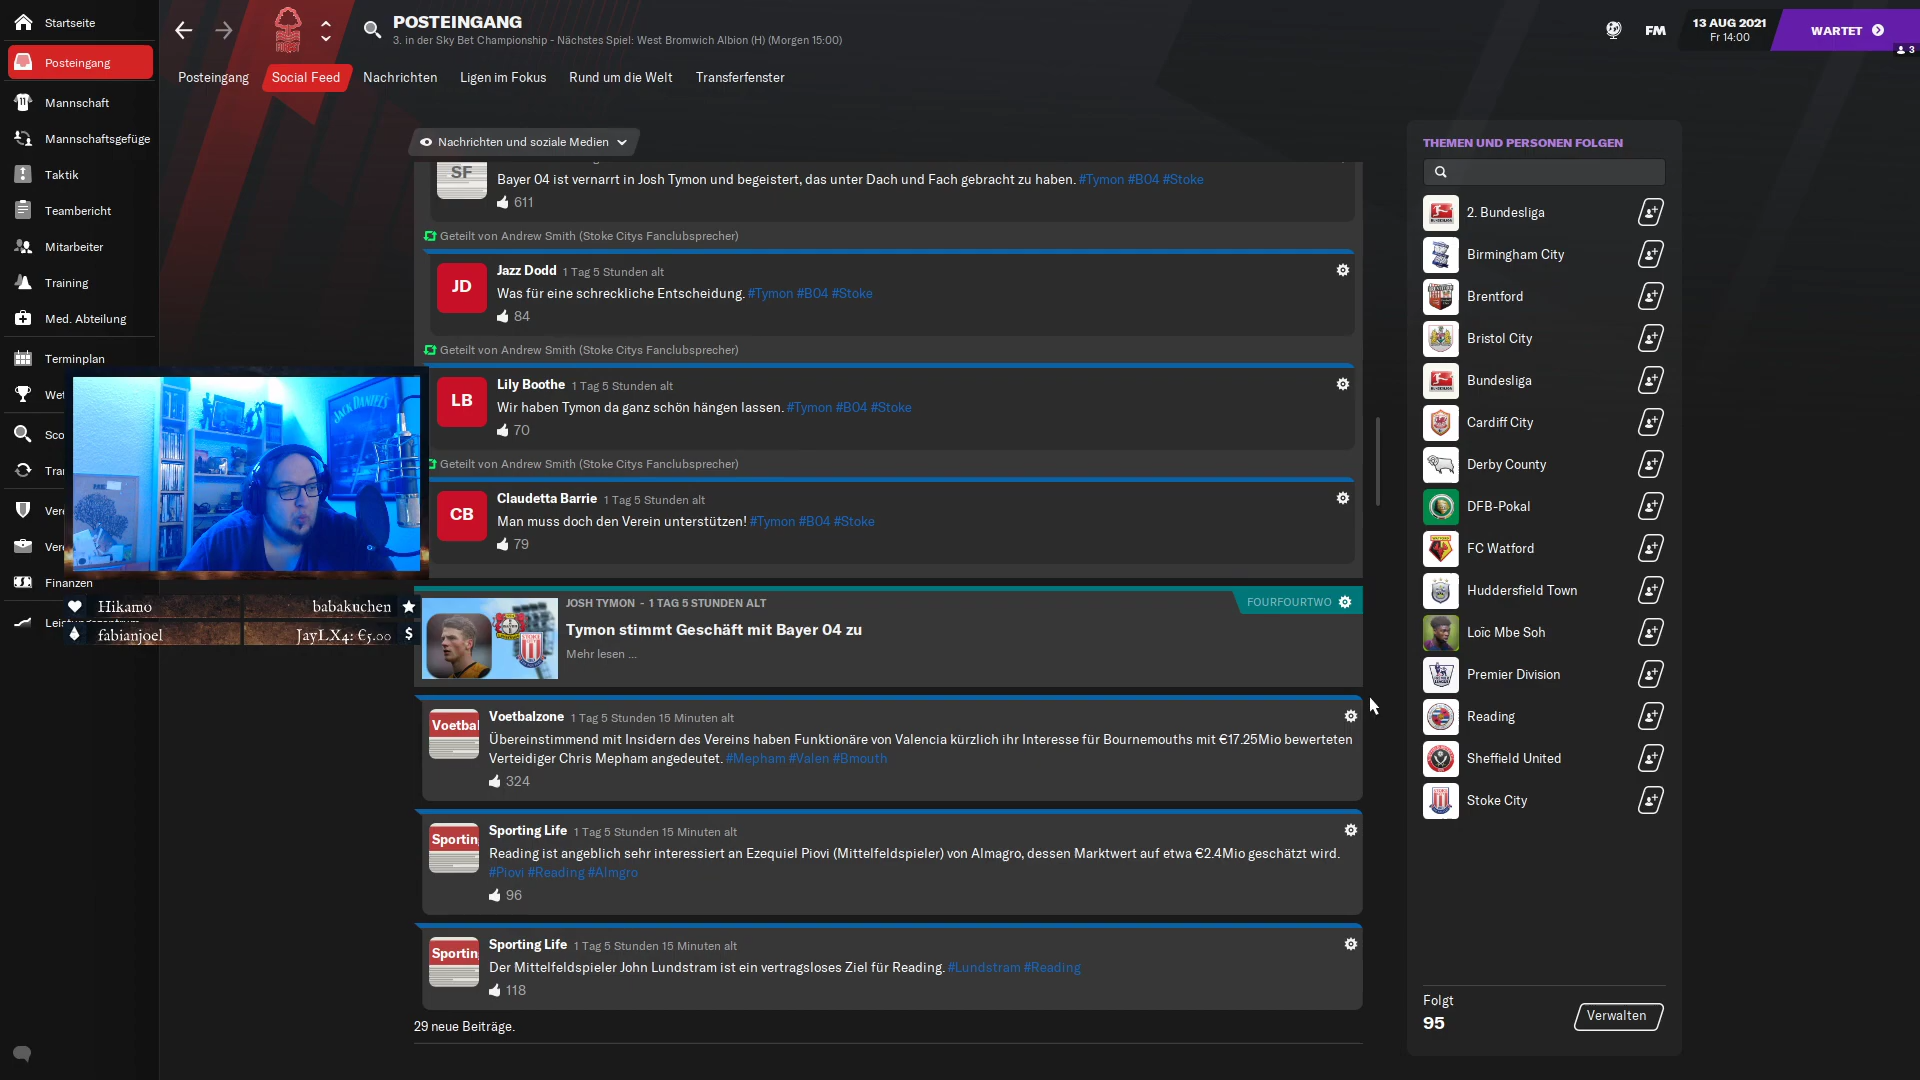 Startseite
Posteingang
Mannschaft
Mannschaftsgefüge
Taktik
Teambericht
Mitarbeiter
Training
Med. Abteilung
Terminplan
Finanzen
FOREST
POSTEINGANG
3. in der Sky Bet Championship - Nächstes Spiel: West Bromwich Albion (H) (Morgen 15:00)
FM
13 AUG 2021
Fr 14:00
WARTET
3
Posteingang
Social Feed
Nachrichten
Ligen im Fokus
Rund um die Welt
Transferfenster
Nachrichten und soziale Medien
SF
Bayer 04 ist vernarrt in Josh Tymon und begeistert, das unter Dach und Fach gebracht zu haben. #Tymon #B04 #Stoke
611
Geteilt von Andrew Smith (Stoke Citys Fanclubsprecher)
JD
Jazz Dodd 1 Tag 5 Stunden alt
Was für eine schreckliche Entscheidung. #Tymon #B04 #Stoke
84
Geteilt von Andrew Smith (Stoke Citys Fanclubsprecher)
LB
Lily Boothe 1 Tag 5 Stunden alt
Wir haben Tymon da ganz schön hängen lassen. #Tymon #B04 #Stoke
70
Geteilt von Andrew Smith (Stoke Citys Fanclubsprecher)
CB
Claudetta Barrie 1 Tag 5 Stunden alt
Man muss doch den Verein unterstützen! #Tymon #B04 #Stoke
79
JACK DANIEL'S
Hikamo
babakuchen
fabianjoel
JayLX4: €5.00
JOSH TYMON - 1 TAG 5 STUNDEN ALT
FOURFOURTWO
Tymon stimmt Geschäft mit Bayer 04 zu
Mehr lesen ...
Voetbal
Voetbalzone 1 Tag 5 Stunden 15 Minuten alt
Übereinstimmend mit Insidern des Vereins haben Funktionäre von Valencia kürzlich ihr Interesse für Bournemouths mit €17.25Mio bewerteten
Verteidiger Chris Mepham angedeutet. #Mepham #Valen #Bmouth
324
Sportin
Sporting Life 1 Tag 5 Stunden 15 Minuten alt
Reading ist angeblich sehr interessiert an Ezequiel Piovi (Mittelfeldspieler) von Almagro, dessen Marktwert auf etwa €2.4Mio geschätzt wird.
#Piovi #Reading #Almgro
96
Sportin
Sporting Life 1 Tag 5 Stunden 15 Minuten alt
Der Mittelfeldspieler John Lundstram ist ein vertragsloses Ziel für Reading. #Lundstram #Reading
118
29 neue Beiträge.
THEMEN UND PERSONEN FOLGEN
2. Bundesliga
Birmingham City
Brentford
Bristol City
Bundesliga
Cardiff City
Derby County
DFB-Pokal
FC Watford
Huddersfield Town
Loïc Mbe Soh
Premier Division
Reading
Sheffield United
Stoke City
Folgt
95
Verwalten